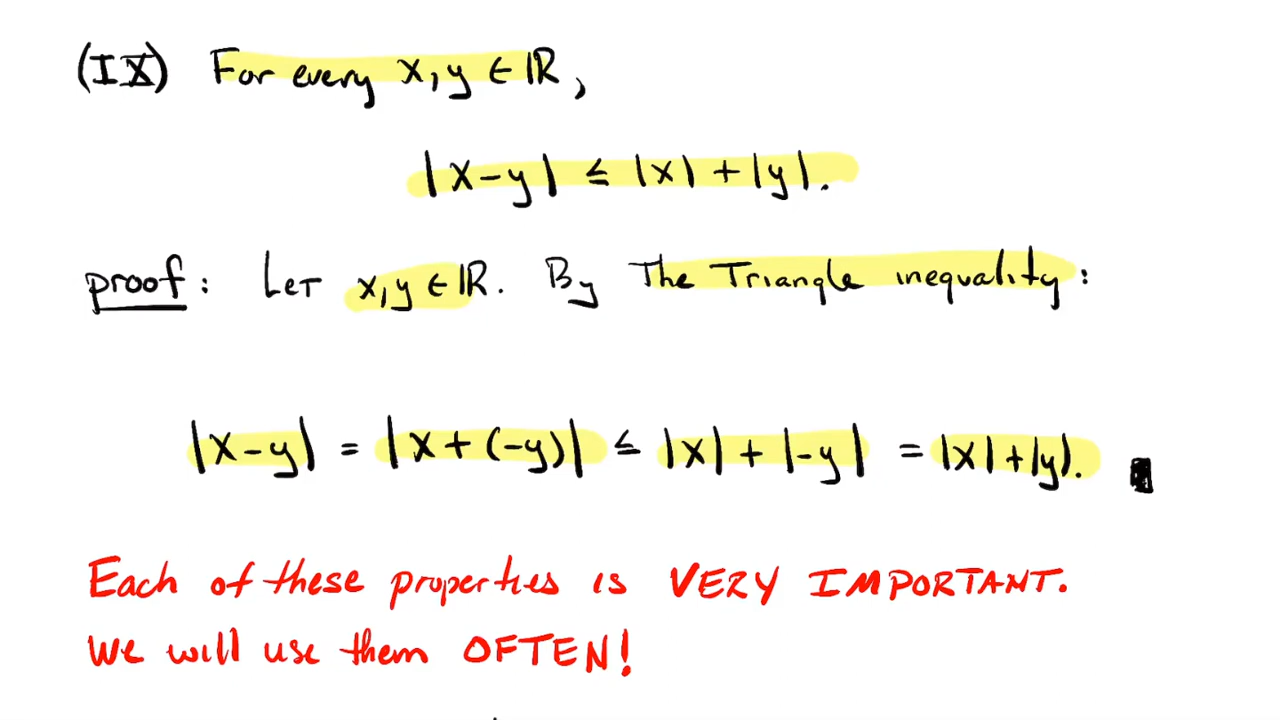 (IX) For every x, y ∈ ℝ,
|x-y| ≤ |x| + |y|.
proof: Let x, y ∈ ℝ. By The Triangle inequality:
|x-y| = |x+(-y)| ≤ |x| + |-y| = |x|+|y|. ∎
Each of these properties is VERY IMPORTANT.
We will use them OFTEN!